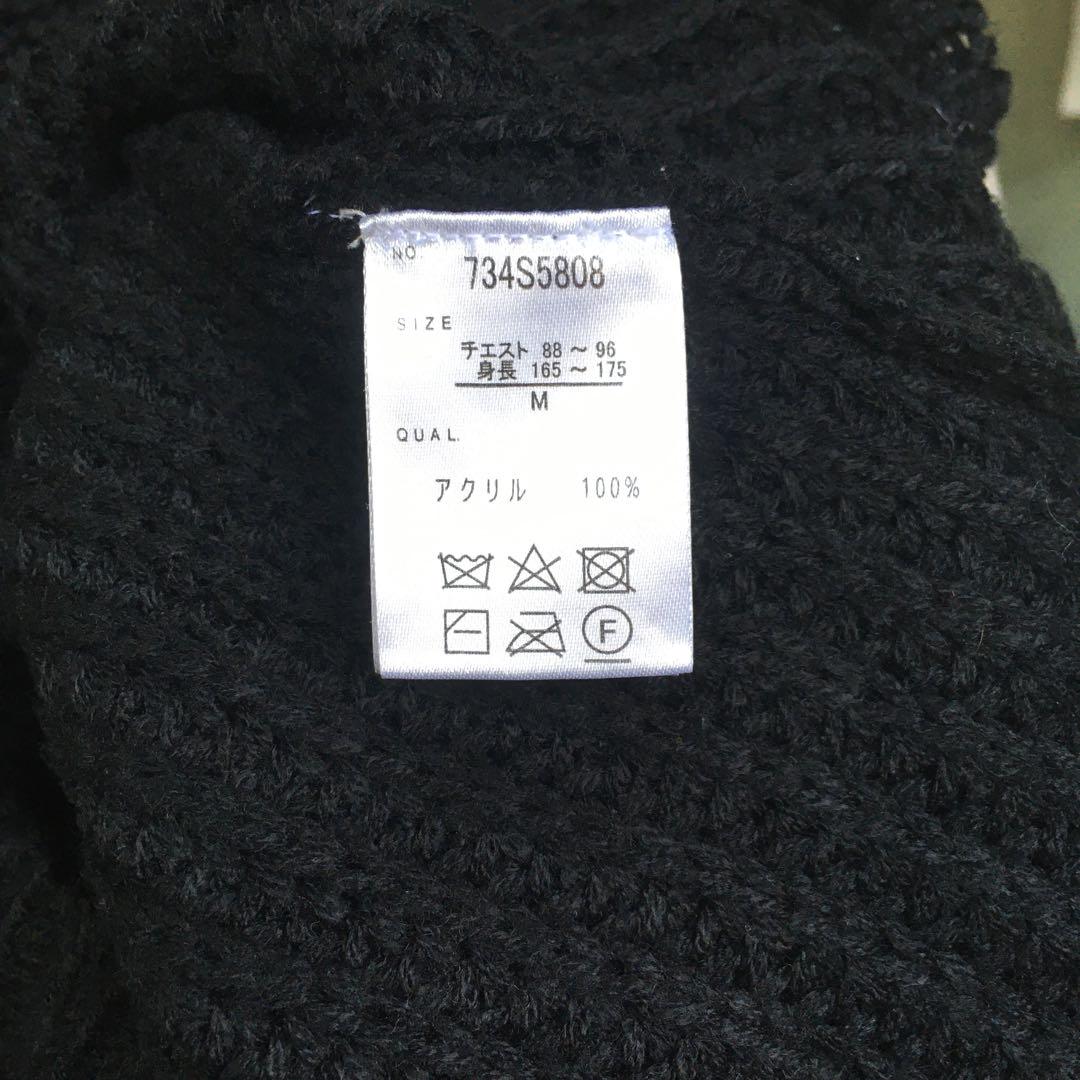 NO
734S5808
SIZE
チエスト 88 ~ 96
身長 165 ~ 175
M
QUAL.
アクリル 100%
F